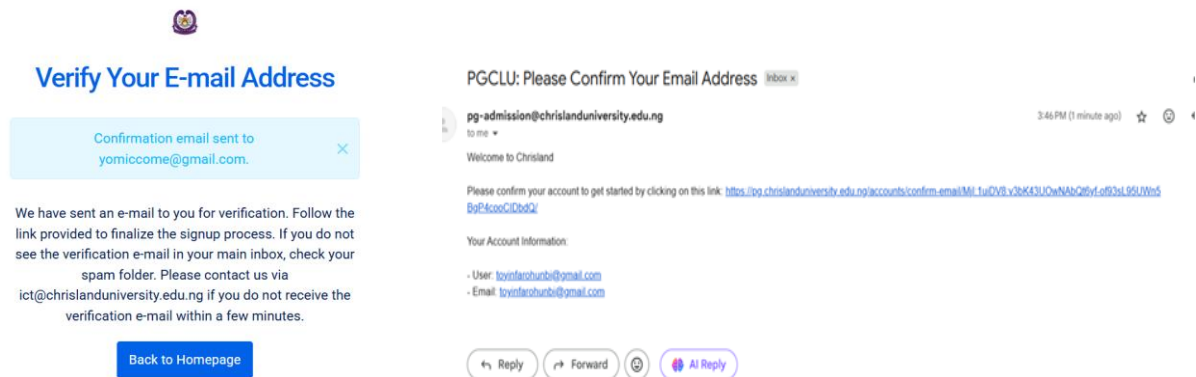 Verify Your E-mail Address
Confirmation email sent to
yomiccome@gmail.com.
We have sent an e-mail to you for verification. Follow the
link provided to finalize the signup process. If you do not
see the verification e-mail in your main inbox, check your
spam folder. Please contact us via
ict@chrislanduniversity.edu.ng if you do not receive the
verification e-mail within a few minutes.
Back to Homepage
PGCLU: Please Confirm Your Email Address Inbox ×
pg-admission@chrislanduniversity.edu.ng 3:46 PM (1 minute ago)
to me
Welcome to Chrisland
Please confirm your account to get started by clicking on this link:
Your Account Information:
- User: toyinfarohunbi@gmail.com
- Email: toyinfarohunbi@gmail.com
Reply Forward AI Reply